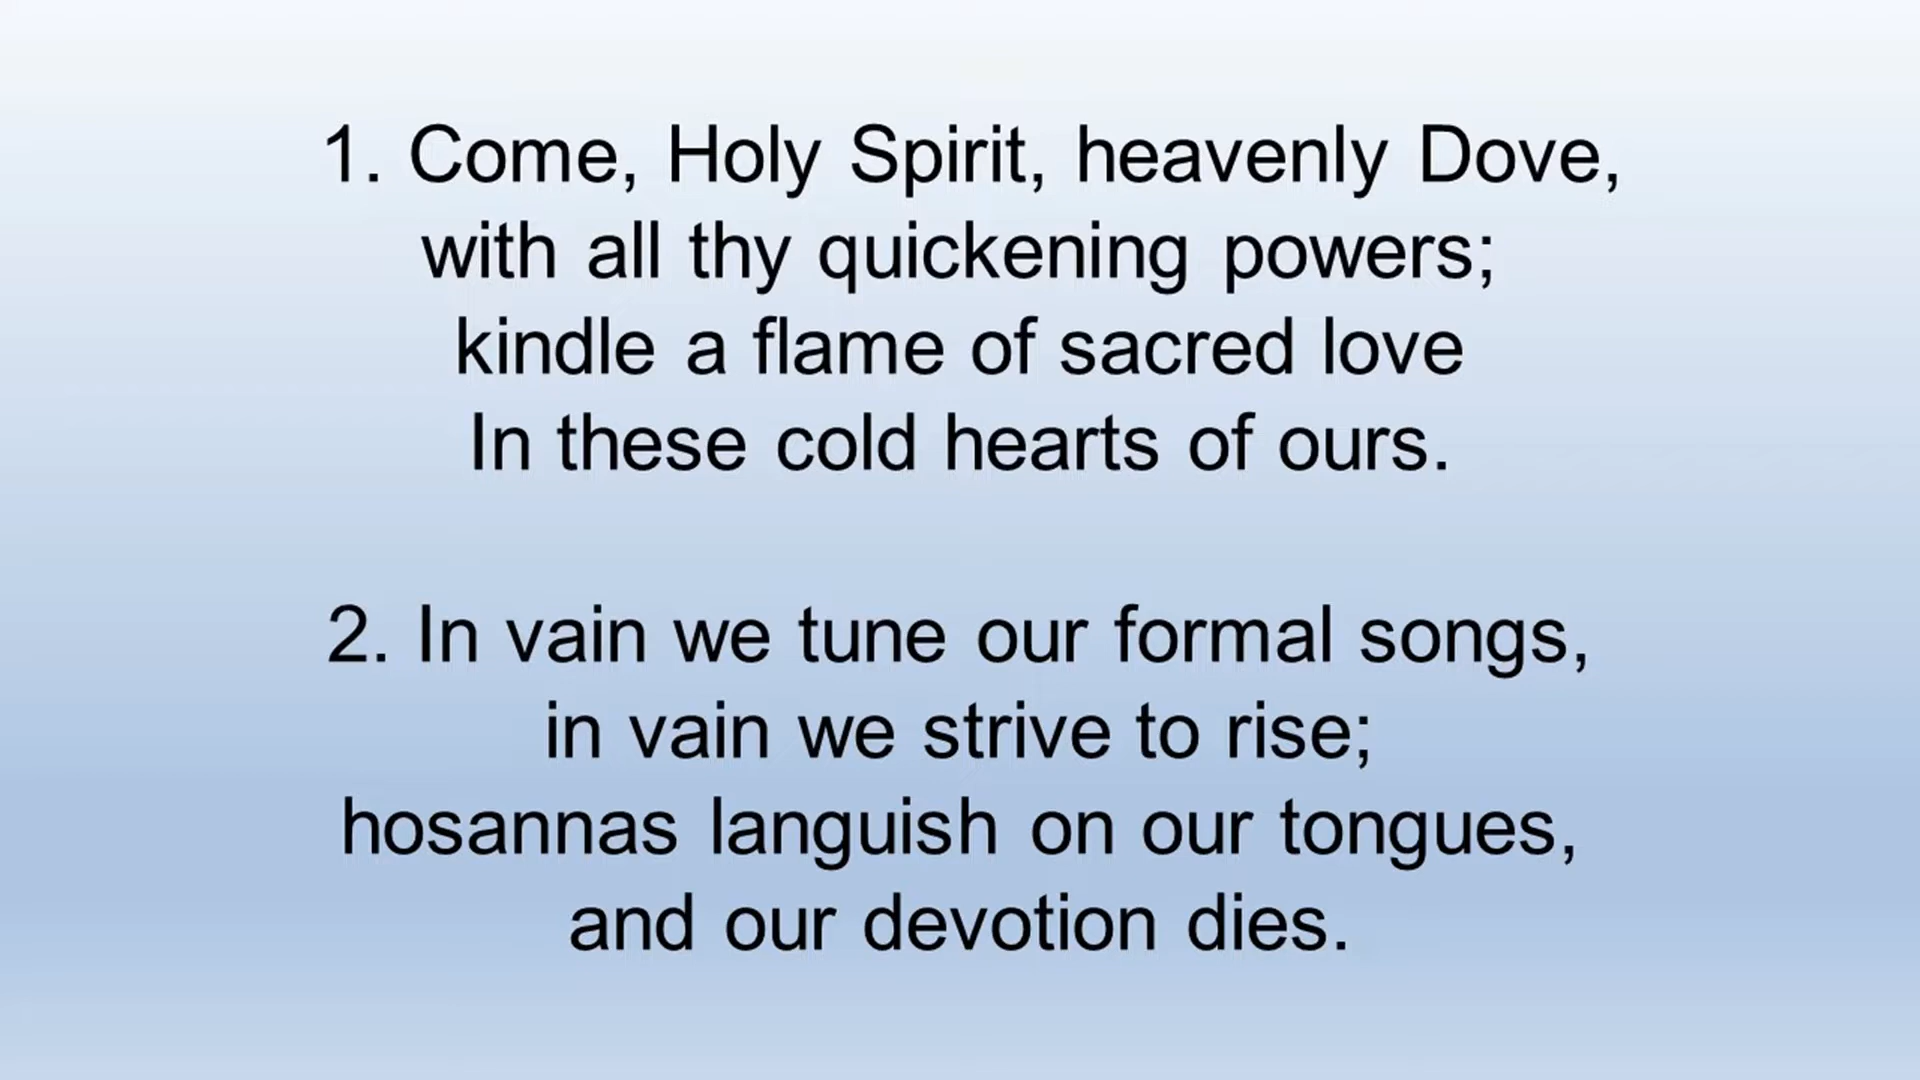 1. Come, Holy Spirit, heavenly Dove,
with all thy quickening powers;
kindle a flame of sacred love
In these cold hearts of ours.
2. In vain we tune our formal songs,
in vain we strive to rise;
hosannas languish on our tongues,
and our devotion dies.